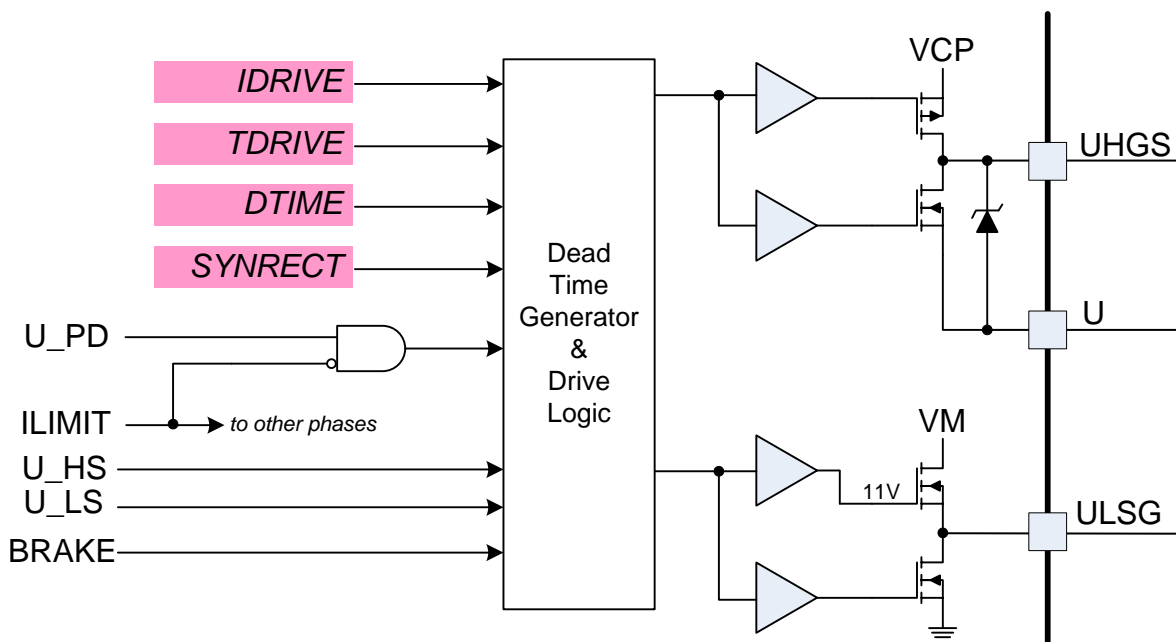 IDRIVE
TDRIVE
DTIME
SYNRECT
U_PD
ILIMIT
to other phases
U_HS
U_LS
BRAKE
Dead
Time
Generator
&
Drive
Logic
VCP
UHGS
U
VM
11V
ULSG